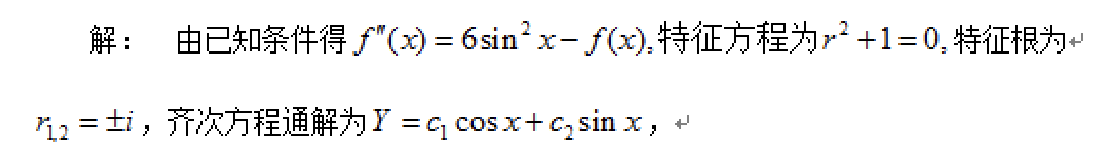 解： 由已知条件得 f″(x) = 6sin² x − f(x), 特征方程为 r² +1 = 0, 特征根为↵
r₁,₂ = ±i，齐次方程通解为 Y = c₁ cos x + c₂ sin x，↵